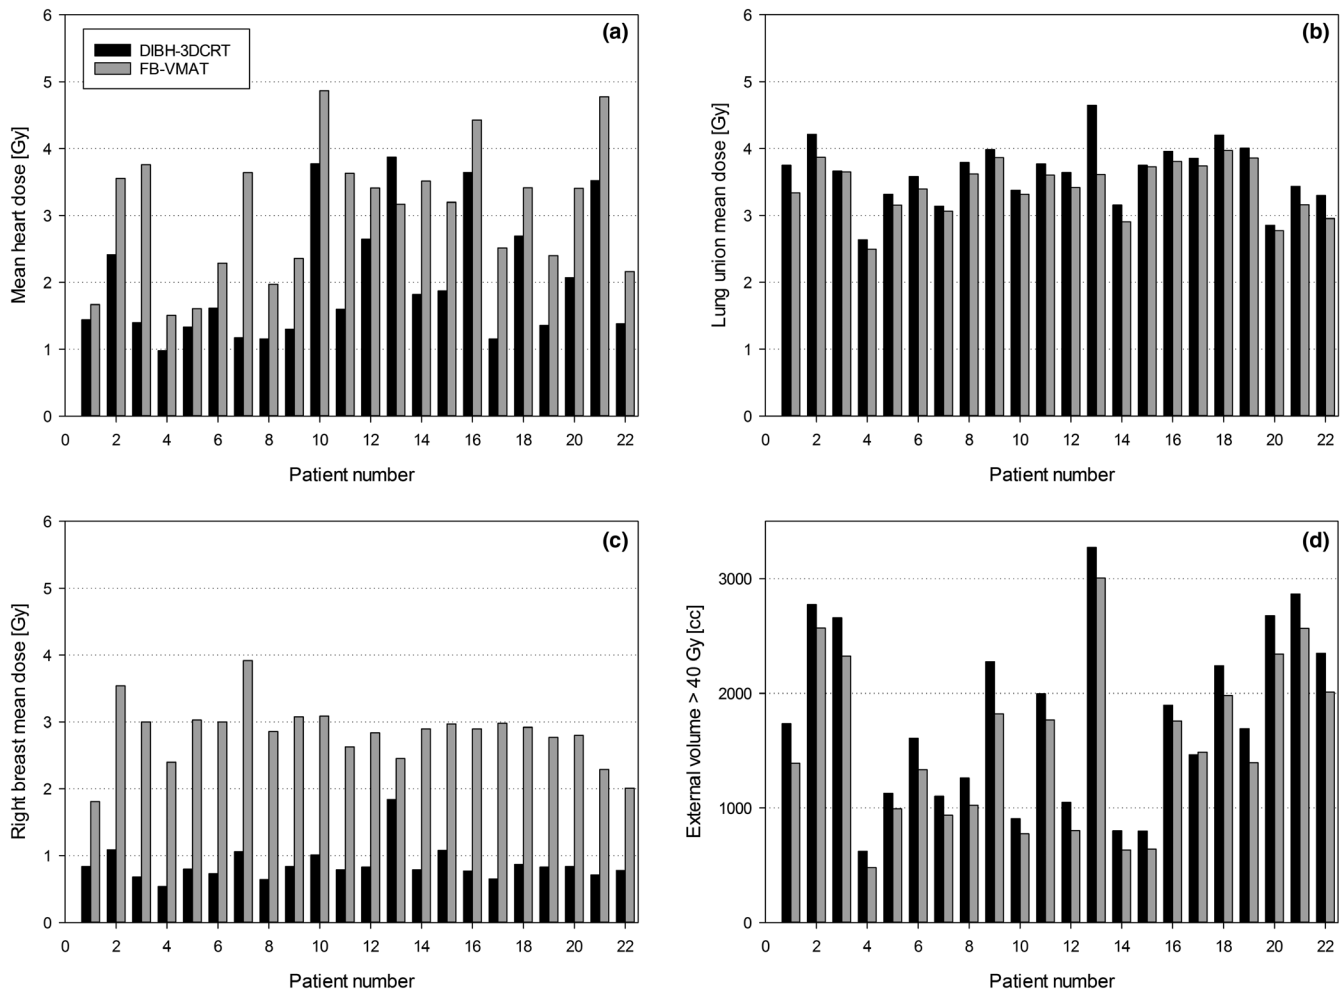 (a)
DIBH-3DCRT
FB-VMAT
Mean heart dose [Gy]
6
5
4
3
2
1
0
0 2 4 6 8 10 12 14 16 18 20 22
Patient number
(b)
Lung union mean dose [Gy]
6
5
4
3
2
1
0
0 2 4 6 8 10 12 14 16 18 20 22
Patient number
(c)
Right breast mean dose [Gy]
6
5
4
3
2
1
0
0 2 4 6 8 10 12 14 16 18 20 22
Patient number
(d)
External volume > 40 Gy [cc]
3000
2000
1000
0
0 2 4 6 8 10 12 14 16 18 20 22
Patient number